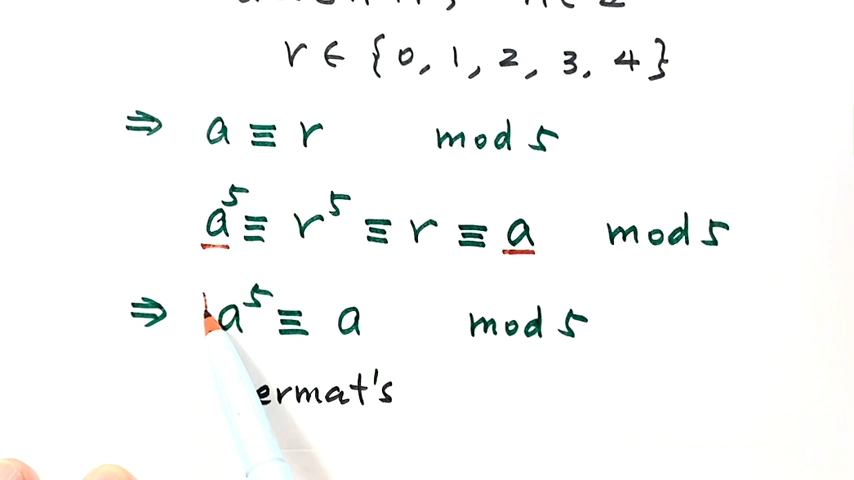 r ∈ {0, 1, 2, 3, 4}
⇒ a ≡ r mod 5
a⁵ ≡ r⁵ ≡ r ≡ a mod 5
⇒ a⁵ ≡ a mod 5
ermat's